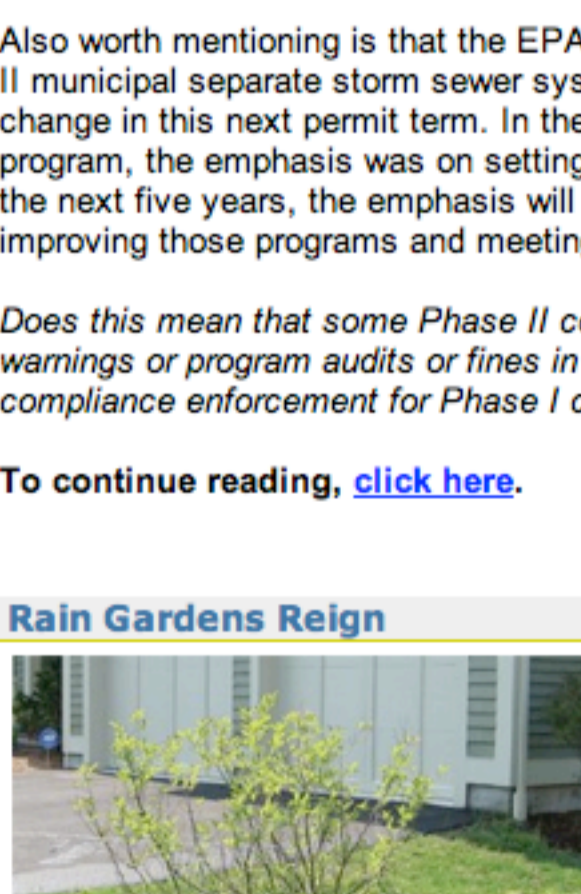 Also worth mentioning is that the EPA
II municipal separate storm sewer sys
change in this next permit term. In the
program, the emphasis was on setting
the next five years, the emphasis will
improving those programs and meeting
Does this mean that some Phase II co
warnings or program audits or fines in
compliance enforcement for Phase I c
To continue reading, click here.
Rain Gardens Reign